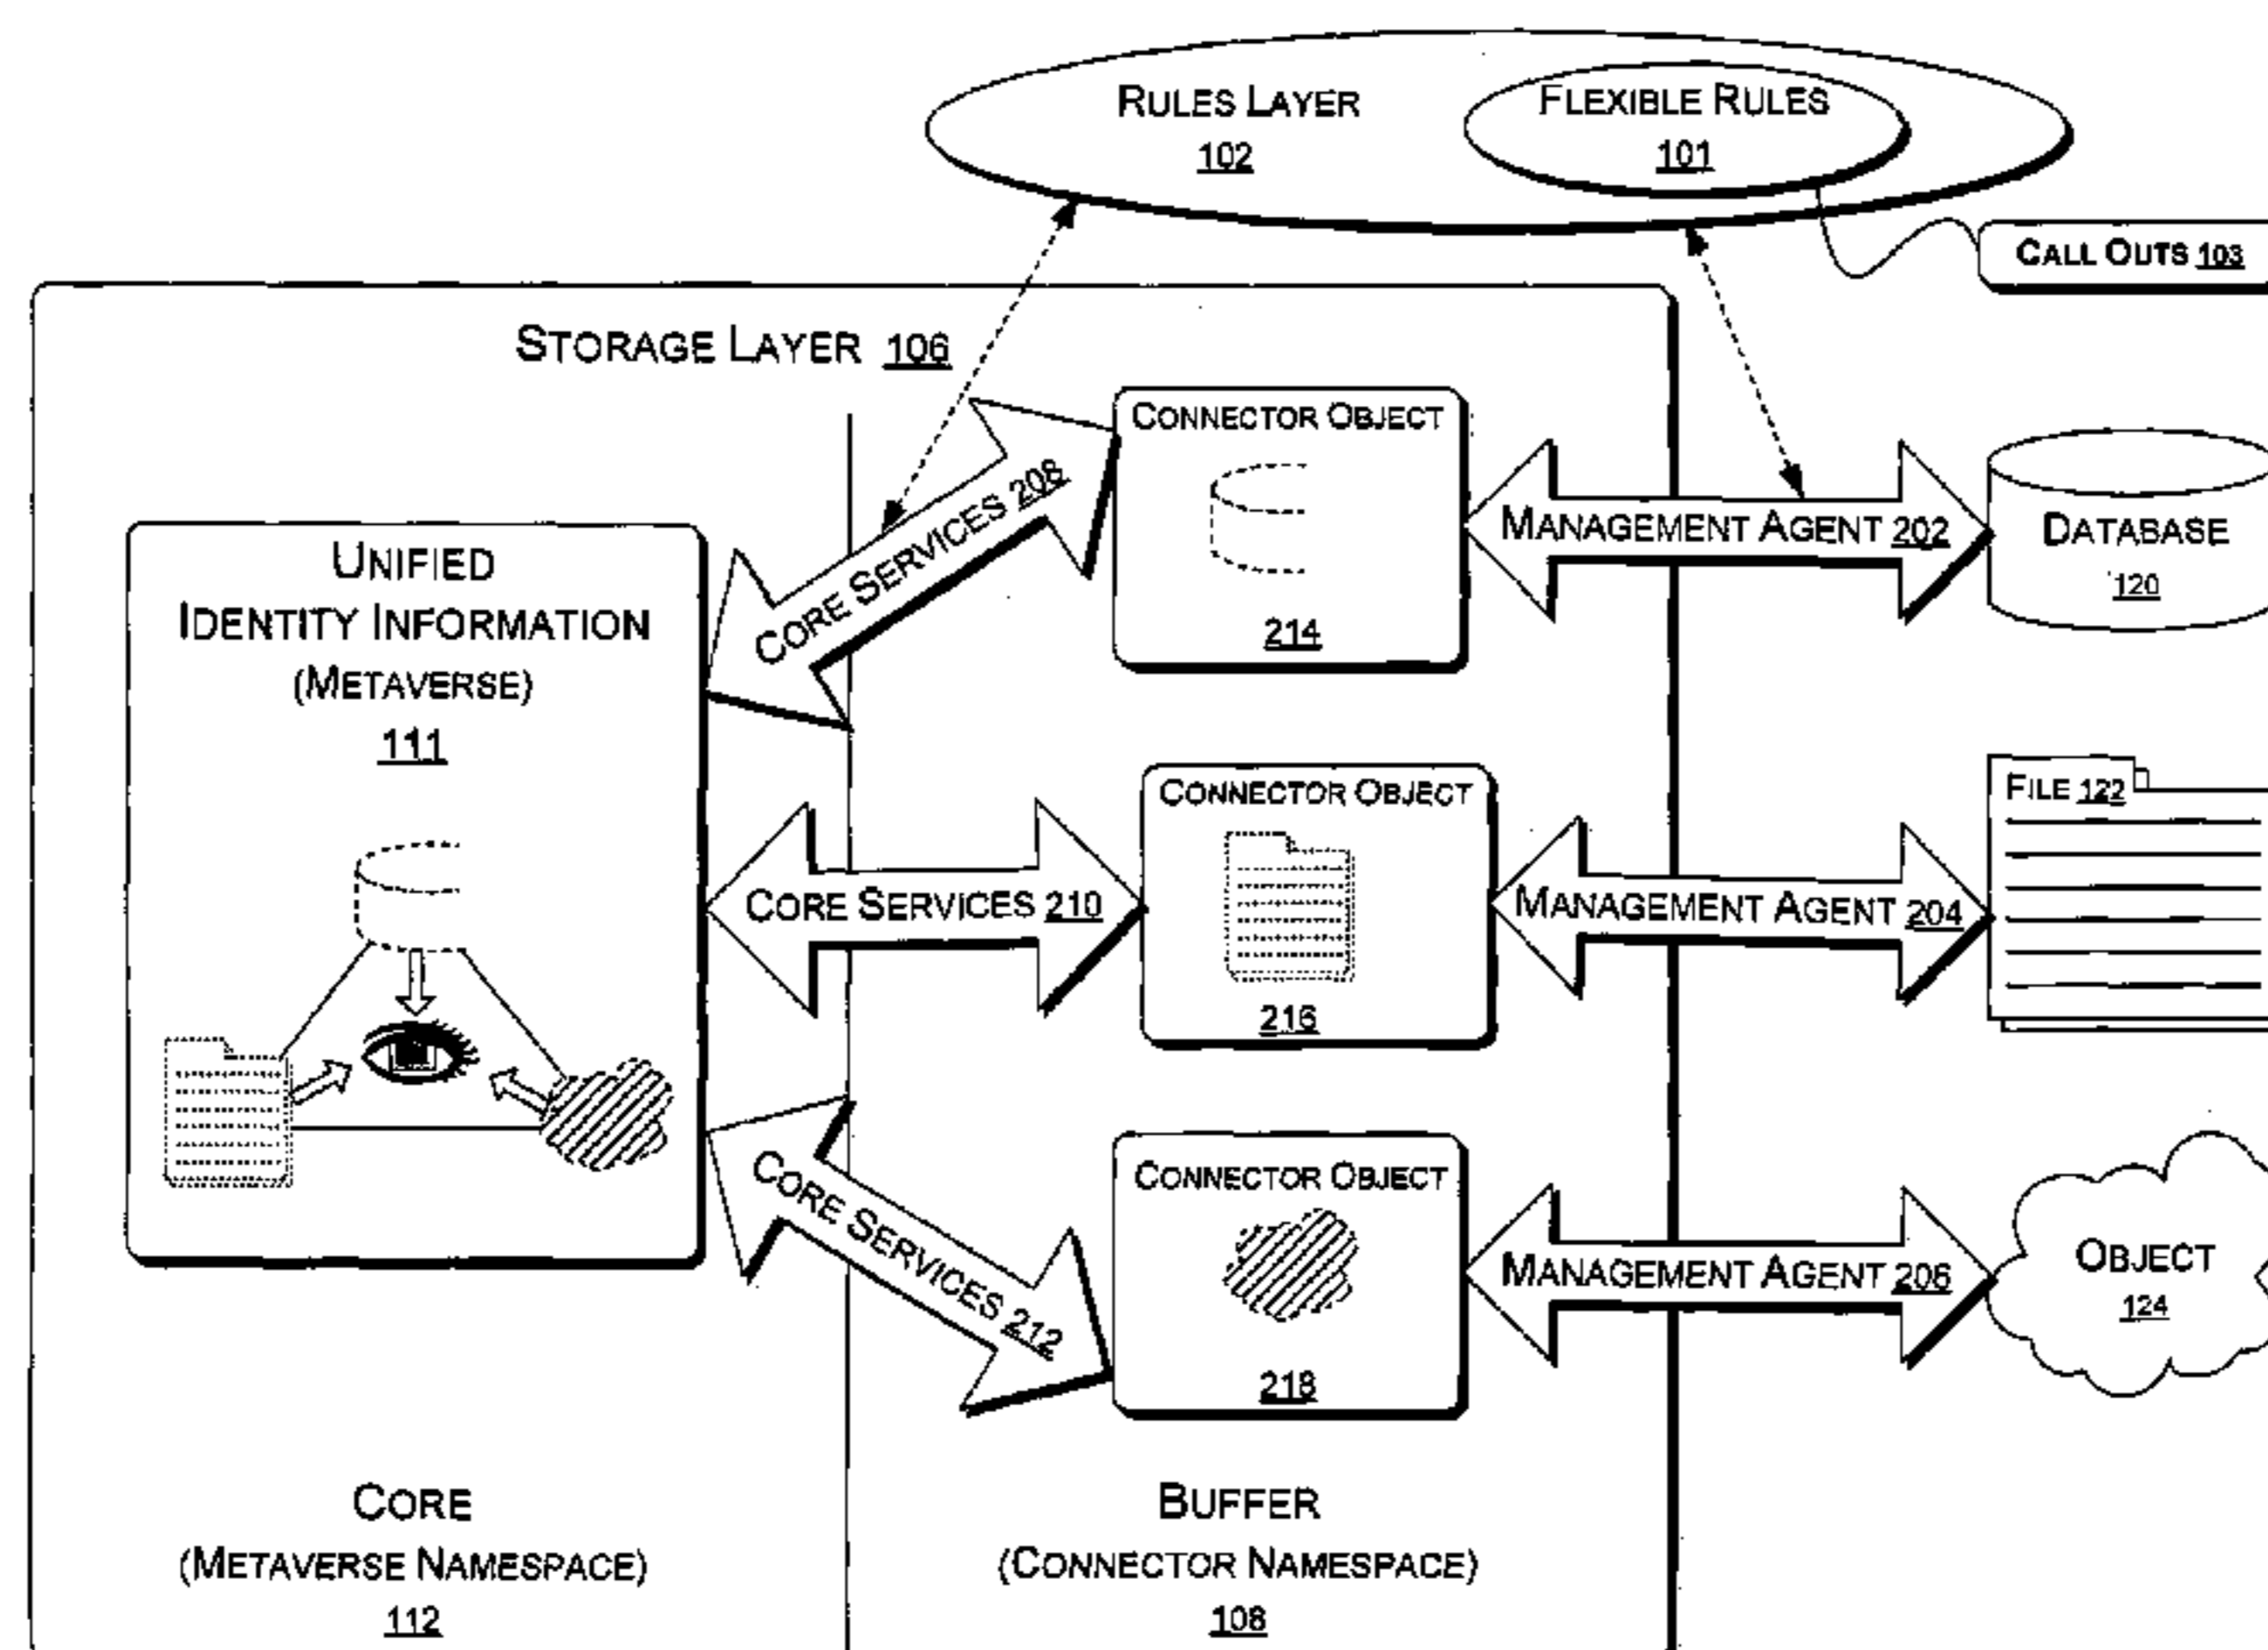 RULES LAYER
102
FLEXIBLE RULES
101
CALL OUTS 103
STORAGE LAYER 106
UNIFIED
IDENTITY INFORMATION
(METAVERSE)
111
CORE SERVICES 208
CONNECTOR OBJECT
214
MANAGEMENT AGENT 202
DATABASE
120
CORE SERVICES 210
CONNECTOR OBJECT
216
MANAGEMENT AGENT 204
FILE 122
CORE SERVICES 212
CONNECTOR OBJECT
218
MANAGEMENT AGENT 206
OBJECT
124
CORE
(METAVERSE NAMESPACE)
112
BUFFER
(CONNECTOR NAMESPACE)
108